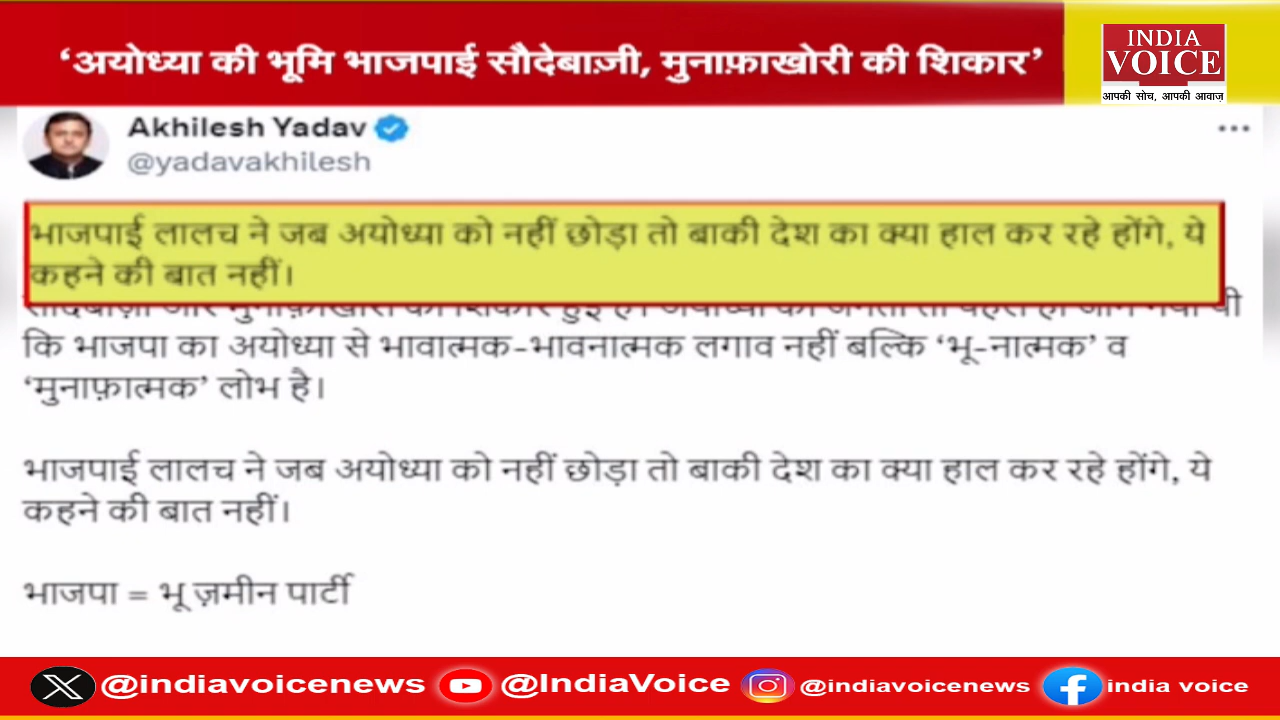 ‘अयोध्या की भूमि भाजपाई सौदेबाज़ी, मुनाफ़ाखोरी की शिकार’
INDIA
VOICE
आपकी सोच, आपकी आवाज़
Akhilesh Yadav
@yadavakhilesh
भाजपाई लालच ने जब अयोध्या को नहीं छोड़ा तो बाकी देश का क्या हाल कर रहे होंगे, ये
कहने की बात नहीं।
कि भाजपा का अयोध्या से भावात्मक-भावनात्मक लगाव नहीं बल्कि ‘भू-नात्मक’ व
‘मुनाफ़ात्मक’ लोभ है।
भाजपाई लालच ने जब अयोध्या को नहीं छोड़ा तो बाकी देश का क्या हाल कर रहे होंगे, ये
कहने की बात नहीं।
भाजपा = भू ज़मीन पार्टी
@indiavoicenews @IndiaVoice @indiavoicenews india voice